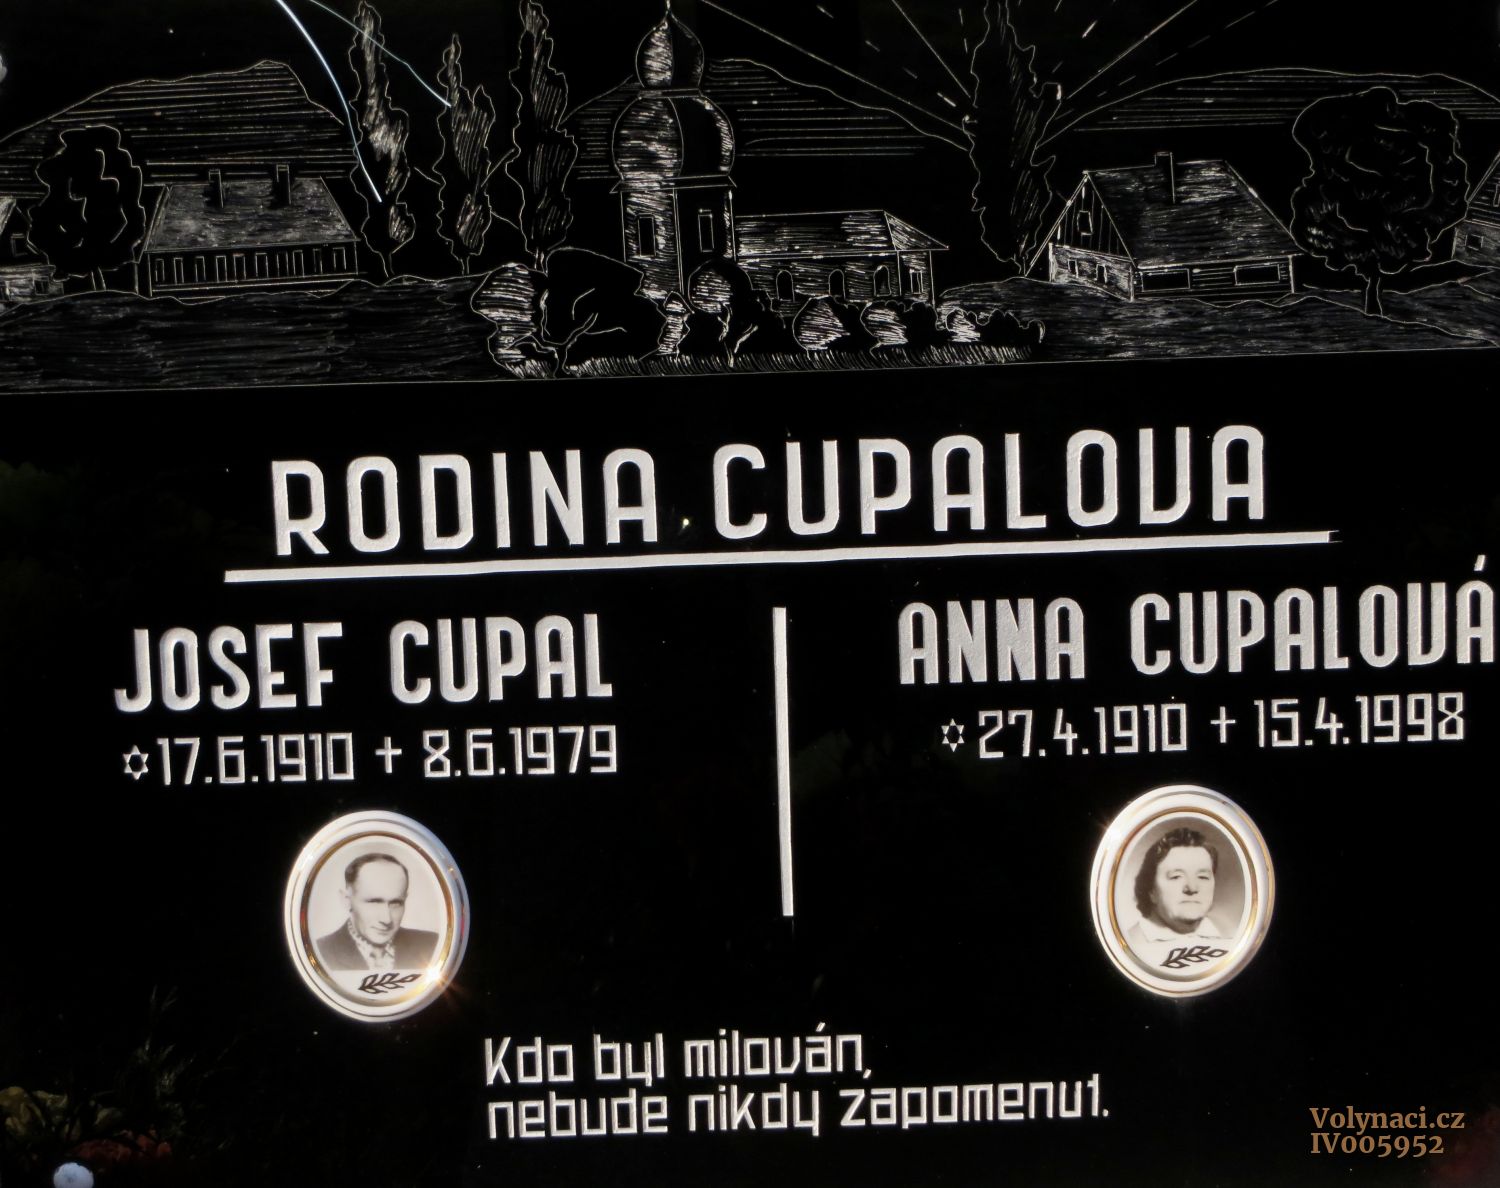 RODINA CUPALOVA
JOSEF CUPAL
✡17.6.1910 + 8.6.1979
ANNA CUPALOVÁ
✡27.4.1910 + 15.4.1998
Kdo byl milován,
nebude nikdy zapomenut.
Volynaci.cz
IV005952